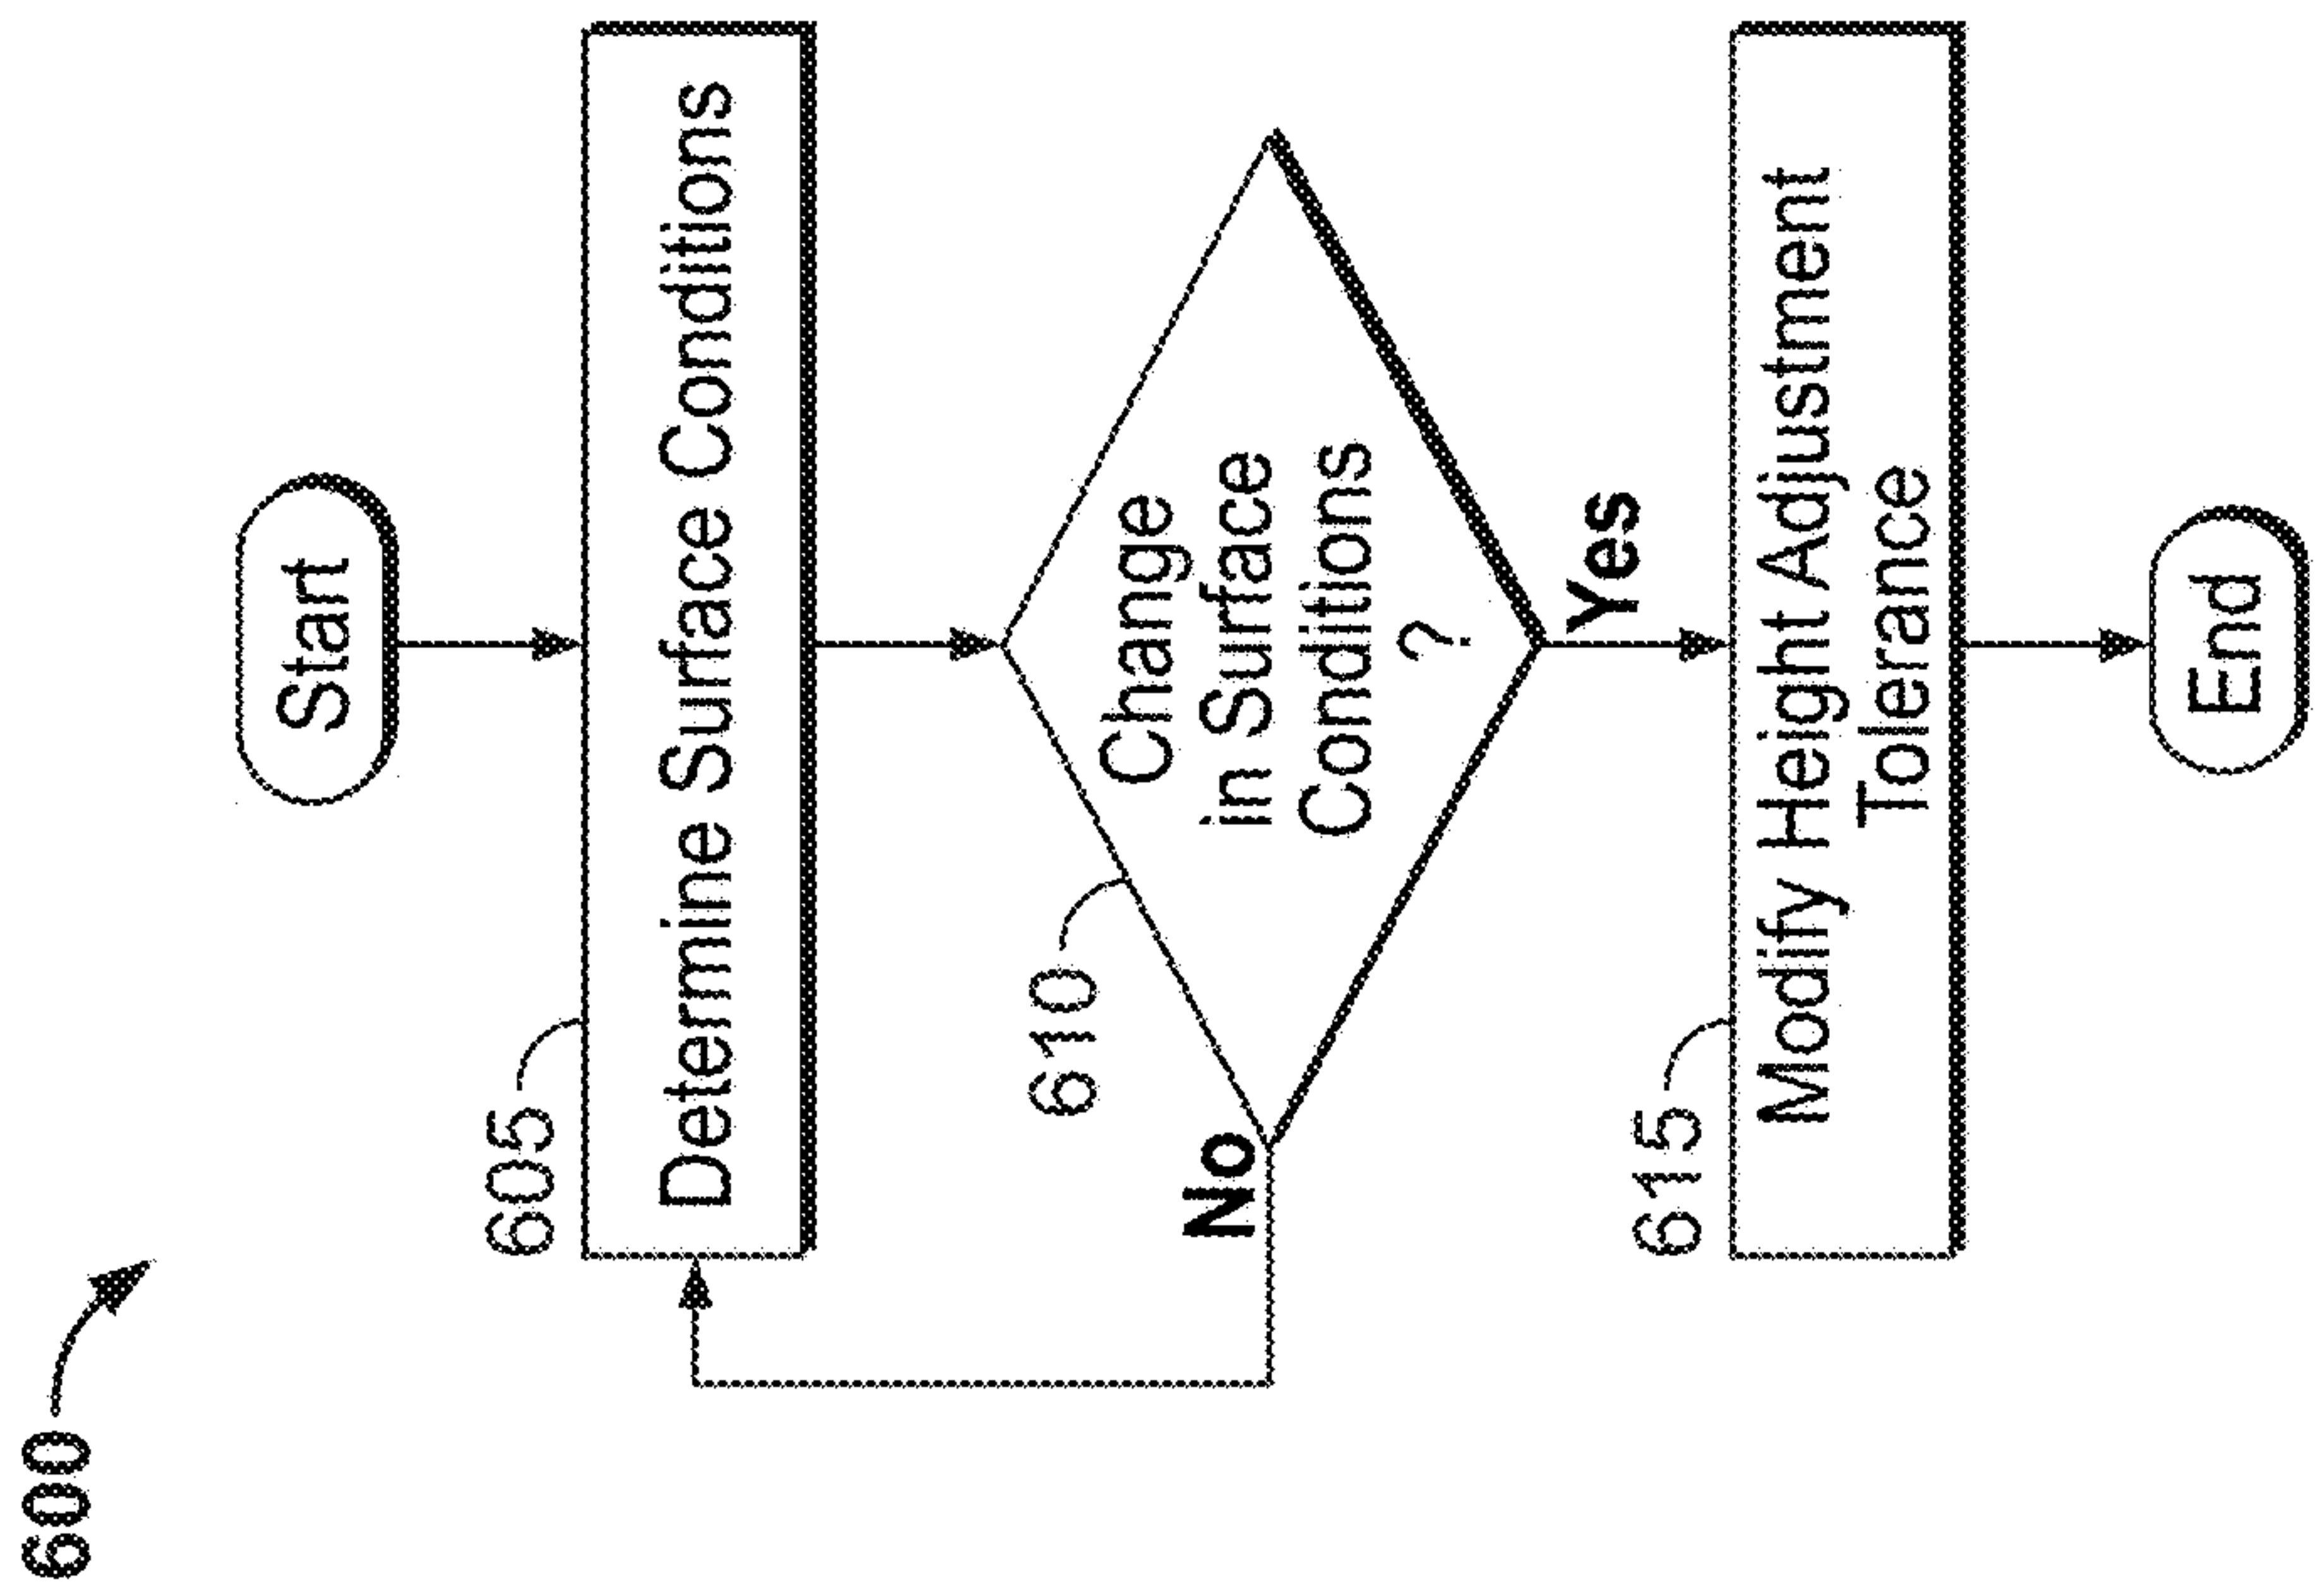 600
Start
605
Determine Surface Conditions
610
Change
in Surface
Conditions
?
No
Yes
615
Modify Height Adjustment
Tolerance
End